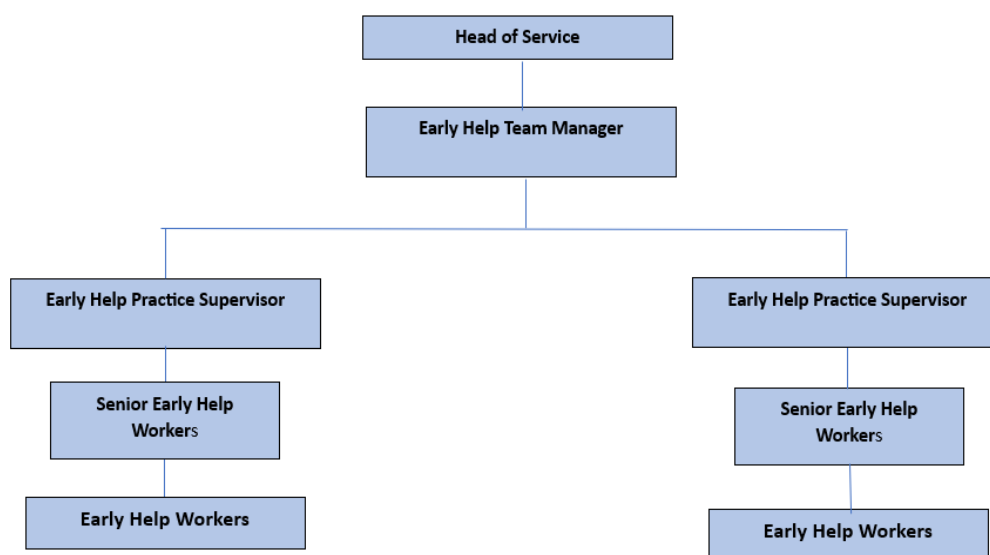 Head of Service
Early Help Team Manager
Early Help Practice Supervisor
Early Help Practice Supervisor
Senior Early Help
Workers
Senior Early Help
Workers
Early Help Workers
Early Help Workers